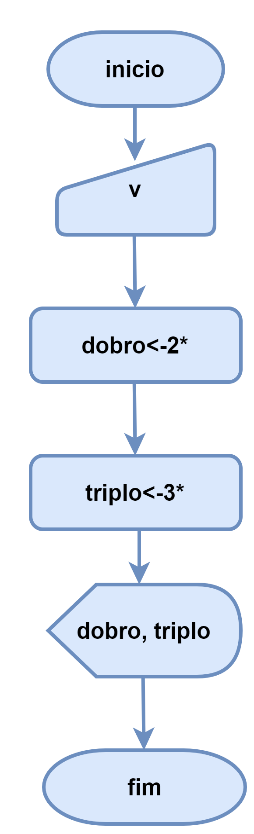 inicio
v
dobro<-2*
triplo<-3*
dobro, triplo
fim